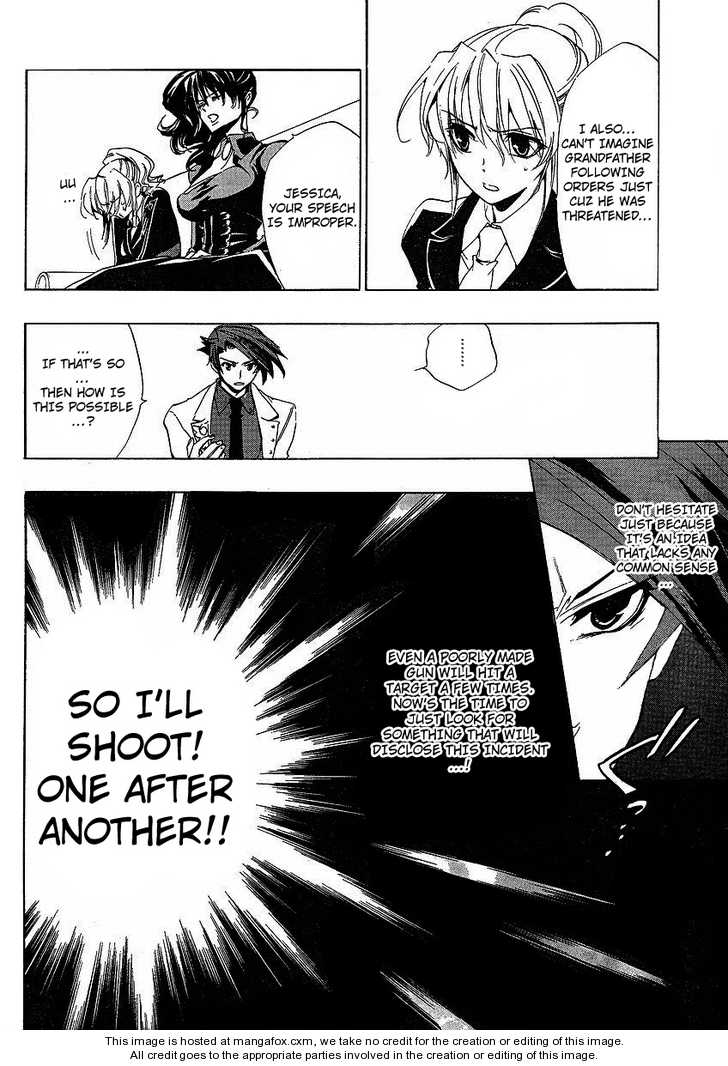 I ALSO...
CAN'T IMAGINE
GRANDFATHER
FOLLOWING
ORDERS JUST
CUZ HE WAS
THREATENED...
JESSICA,
YOUR SPEECH
IS IMPROPER.
UU
...
..........
...
IF THAT'S SO
...
THEN HOW IS
THIS POSSIBLE
...?
DON'T HESITATE
JUST BECAUSE
IT'S AN IDEA
THAT LACKS ANY
COMMON SENSE
...
EVEN A POORLY MADE
GUN WILL HIT A
TARGET A FEW TIMES.
NOW'S THE TIME TO
JUST LOOK FOR
SOMETHING THAT WILL
DISCLOSE THIS INCIDENT
...!
SO I'LL
SHOOT!
ONE AFTER
ANOTHER!!
This image is hosted at mangafox.cxm, we take no credit for the creation or editing of this image.
All credit goes to the appropriate parties involved in the creation or editing of this image.